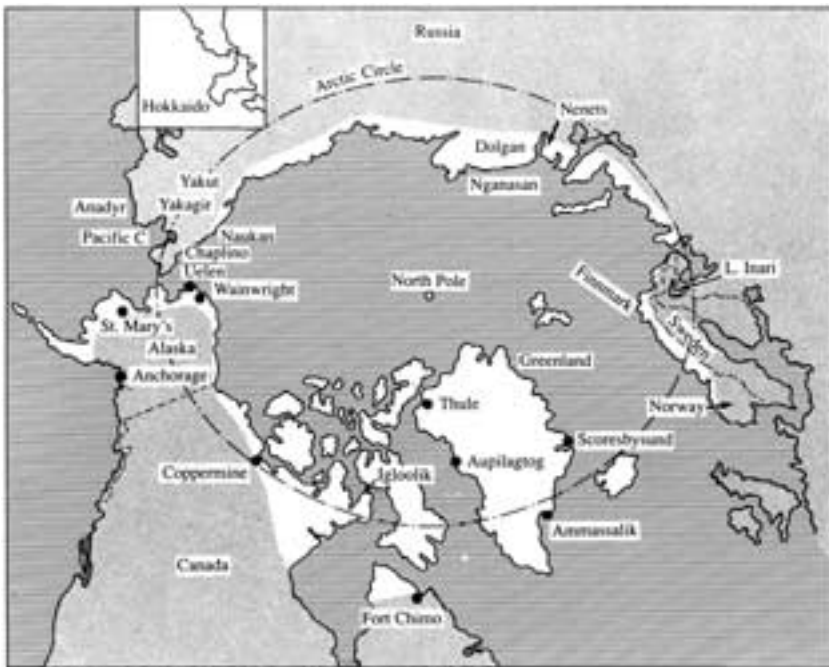 Russia
Arctic Circle
Hokkaido
Nenets
Dolgan
Yakut
Nganasan
Yakagir
Anadyr
Naukan
Pacific C
Chaplino
L. Inari
Uelen
North Pole
Finnmark
Wainwright
St. Mary's
Sweden
Alaska
Greenland
Anchorage
Thule
Norway
Scoresbysund
Coppermine
Igloolik
Aupilagtog
Ammassalik
Canada
Fort Chimo